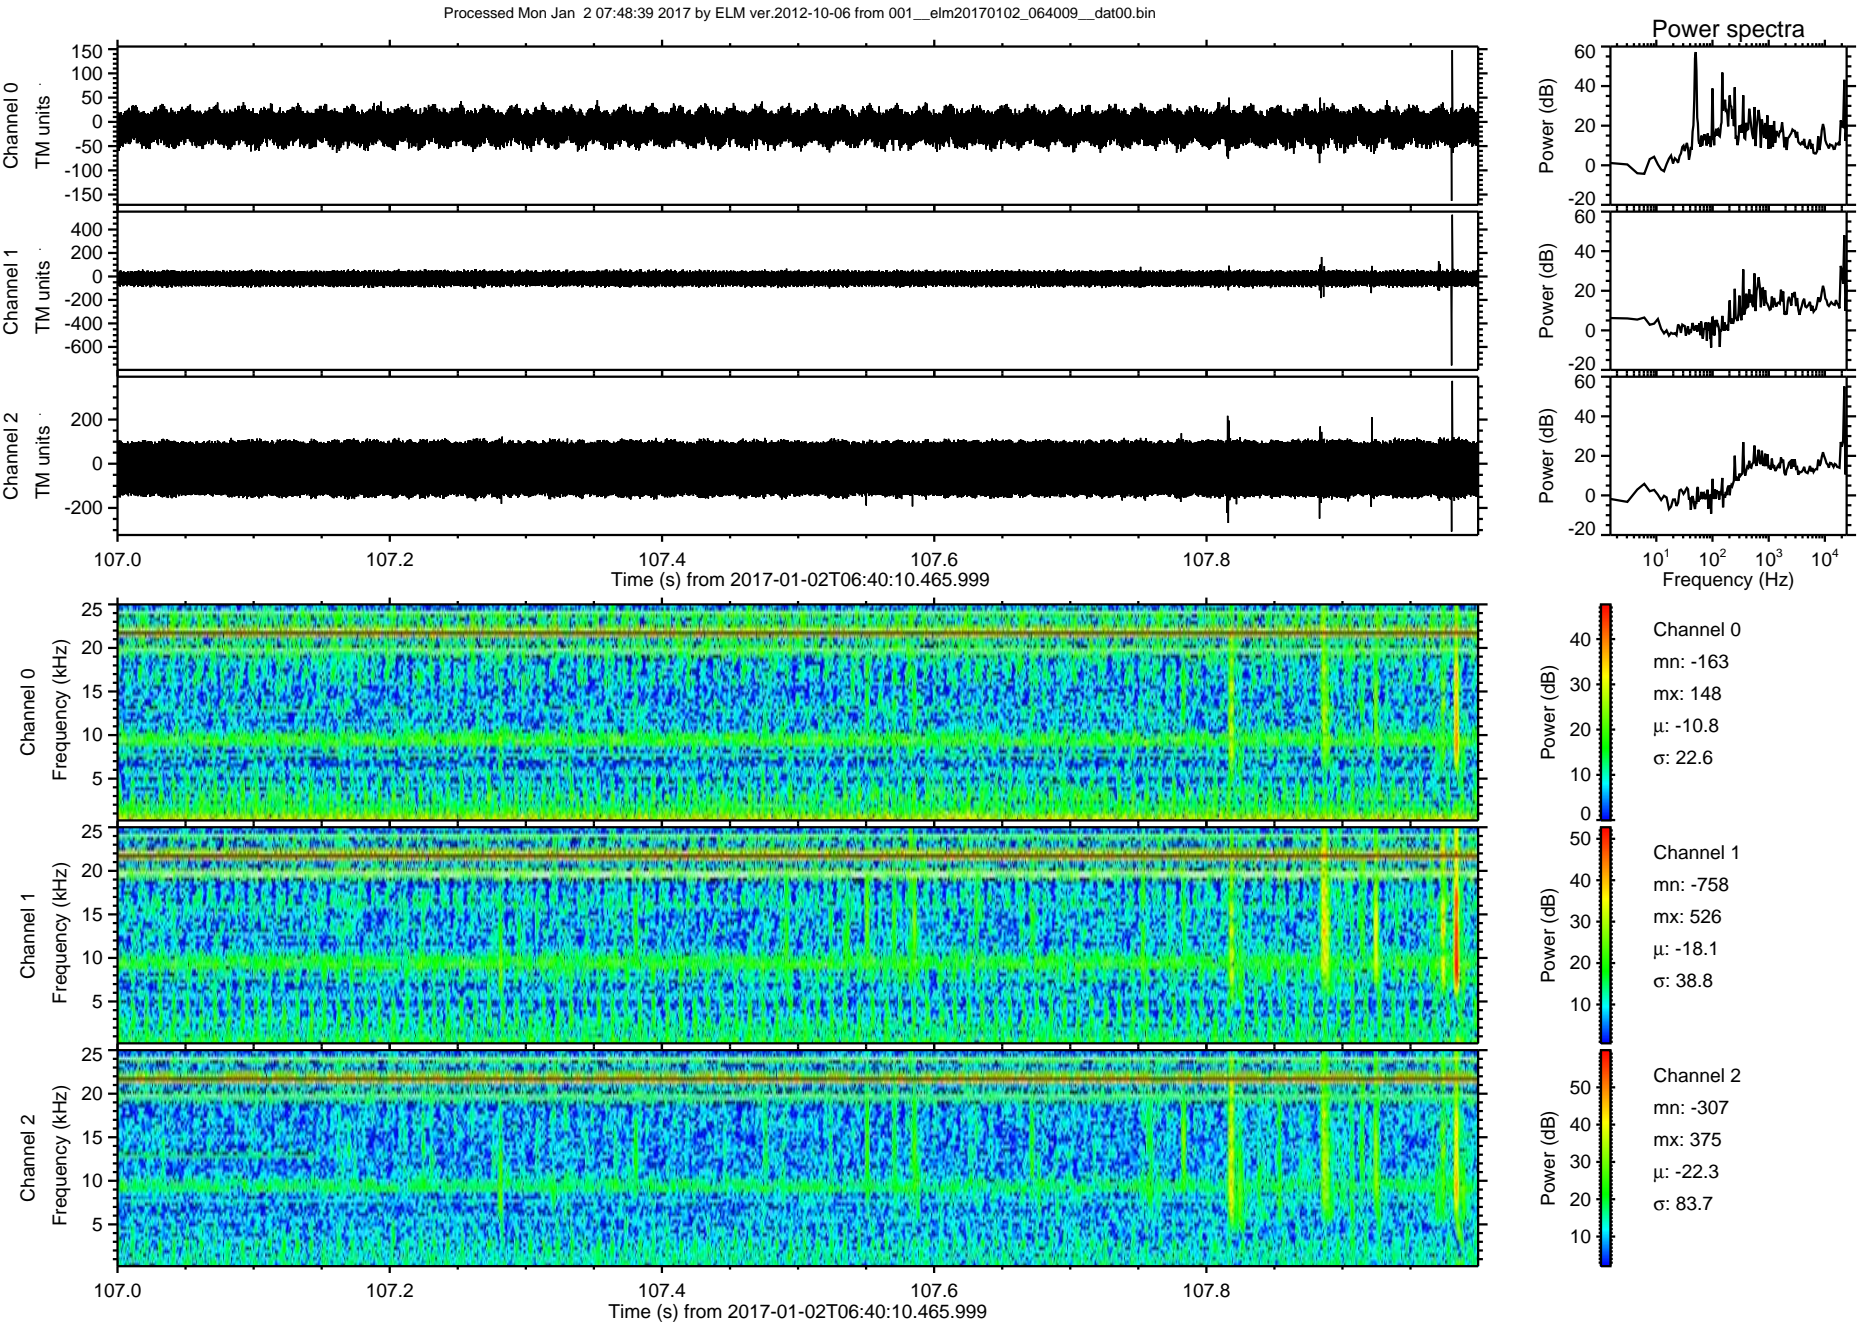 Processed Mon Jan  2 07:48:39 2017 by ELM ver.2012-10-06 from 001__elm20170102_064009__dat00.bin
Power spectra
Channel 0
TM units
150
100
50
0
-50
-100
-150
Power (dB)
60
40
20
0
-20
Channel 1
TM units
400
200
0
-200
-400
-600
Power (dB)
60
40
20
0
-20
Channel 2
TM units
200
0
-200
Power (dB)
60
40
20
0
-20
107.0 107.2 107.4 107.6 107.8
Time (s) from 2017-01-02T06:40:10.465.999
10^1 10^2 10^3 10^4
Frequency (Hz)
Channel 0
Frequency (kHz)
25
20
15
10
5
Power (dB)
40
30
20
10
0
Channel 0
mn: -163
mx: 148
μ: -10.8
σ: 22.6
Channel 1
Frequency (kHz)
25
20
15
10
5
Power (dB)
50
40
30
20
10
Channel 1
mn: -758
mx: 526
μ: -18.1
σ: 38.8
Channel 2
Frequency (kHz)
25
20
15
10
5
Power (dB)
50
40
30
20
10
Channel 2
mn: -307
mx: 375
μ: -22.3
σ: 83.7
107.0 107.2 107.4 107.6 107.8
Time (s) from 2017-01-02T06:40:10.465.999